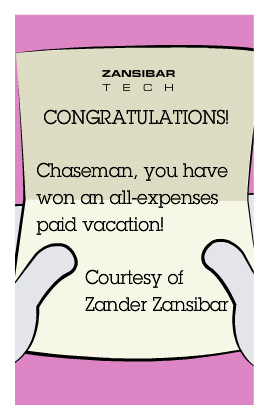 ZANSIBAR
TECH
CONGRATULATIONS!
Chaseman, you have
won an all-expenses
paid vacation!
Courtesy of
Zander Zansibar